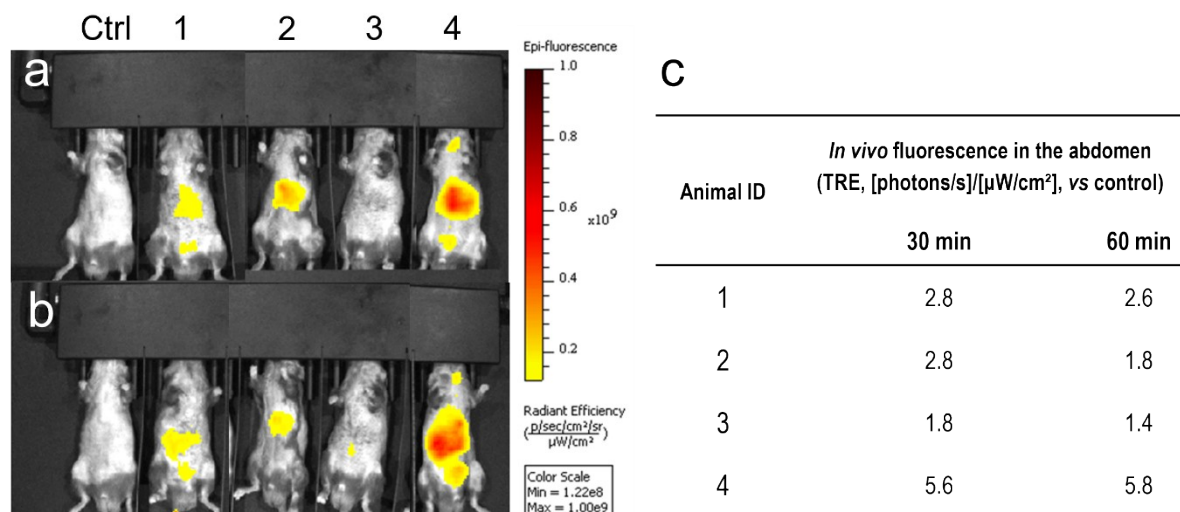 Ctrl 1 2 3 4
a
b
Epi-fluorescence
1.0
0.8
0.6
x10⁹
0.4
0.2
Radiant Efficiency
(p/sec/cm²/sr / µW/cm²)
Color Scale
Min = 1.22e8
Max = 1.00e9
c
Animal ID
In vivo fluorescence in the abdomen
(TRE, [photons/s]/[µW/cm²], vs control)
30 min 60 min
1 2.8 2.6
2 2.8 1.8
3 1.8 1.4
4 5.6 5.8